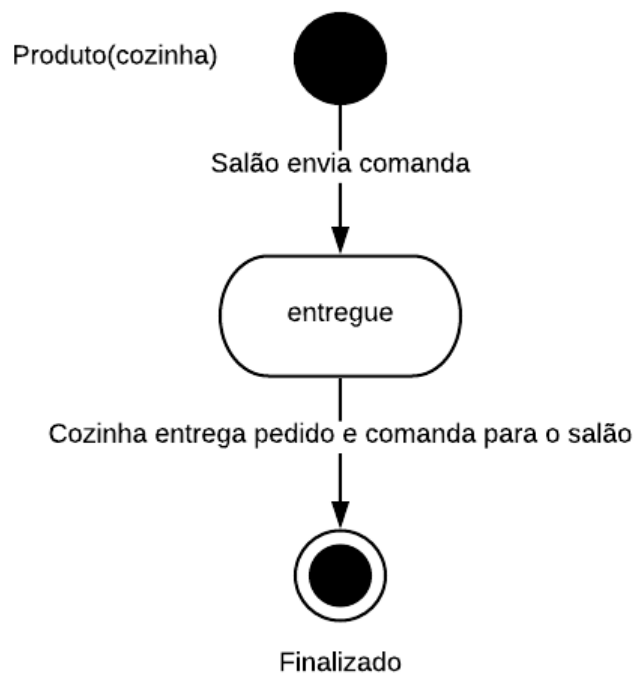 Produto(cozinha)
Salão envia comanda
entregue
Cozinha entrega pedido e comanda para o salão
Finalizado